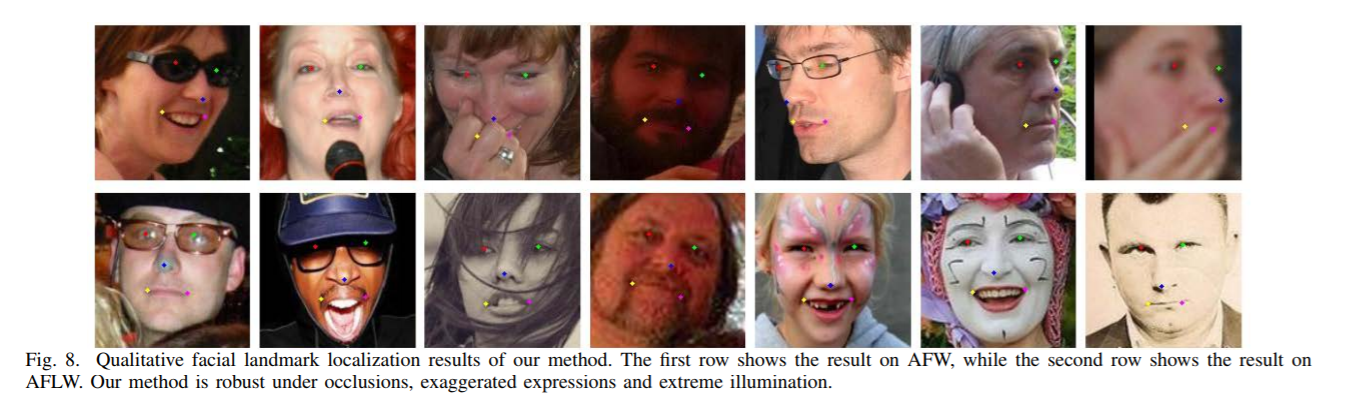 Fig. 8. Qualitative facial landmark localization results of our method. The first row shows the result on AFW, while the second row shows the result on
AFLW. Our method is robust under occlusions, exaggerated expressions and extreme illumination.